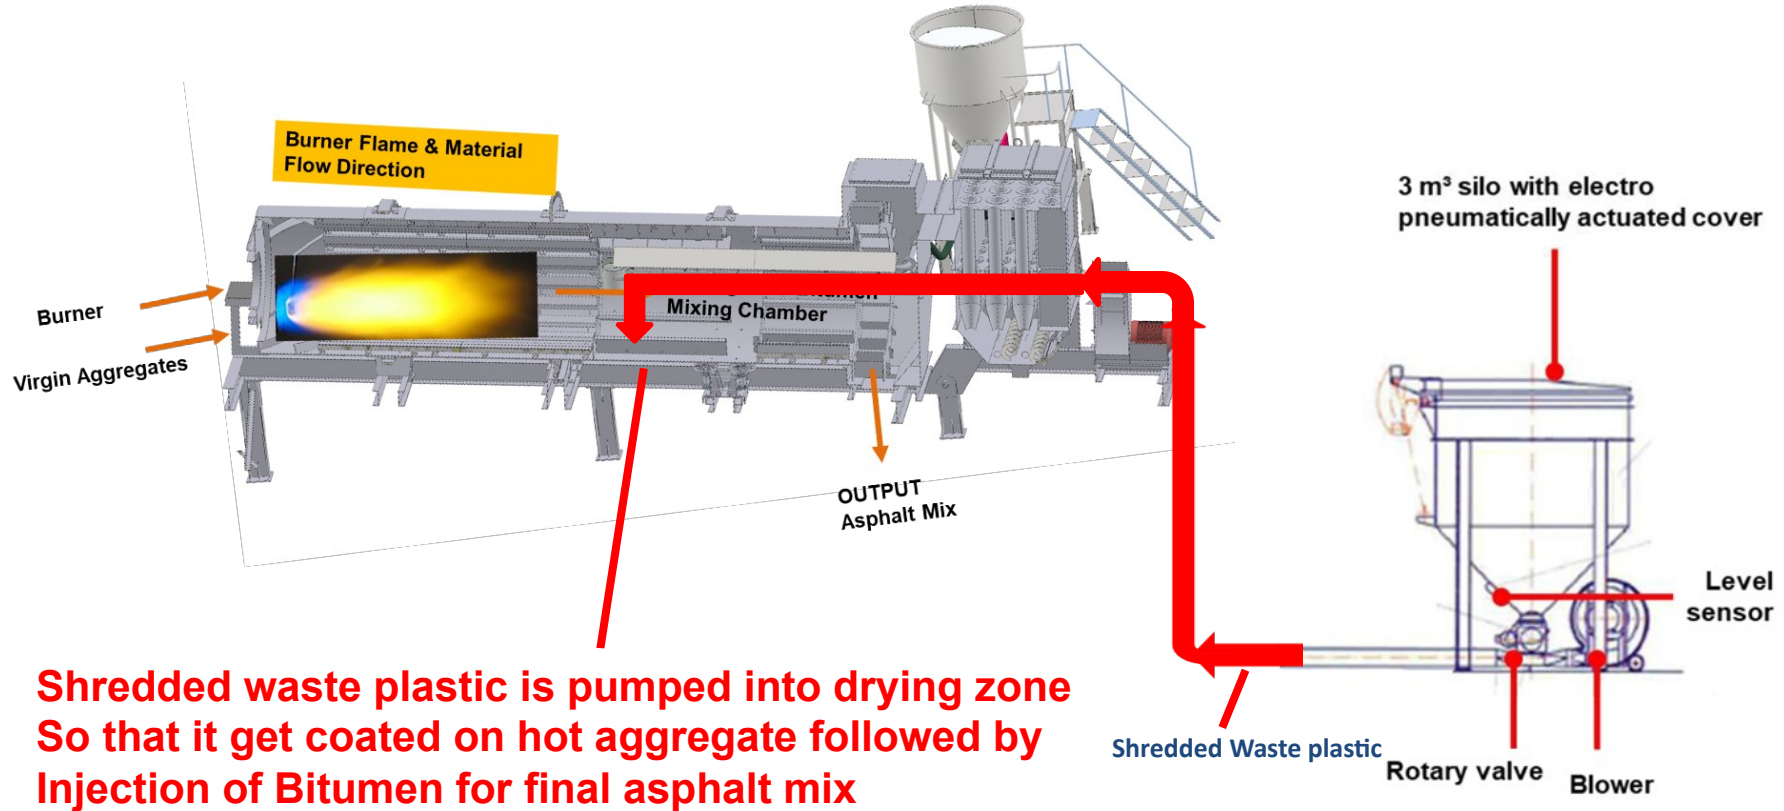 Burner Flame & Material
Flow Direction
3 m³ silo with electro
pneumatically actuated cover
Burner
Mixing Chamber
Virgin Aggregates
OUTPUT
Asphalt Mix
Level
sensor
Shredded waste plastic is pumped into drying zone
So that it get coated on hot aggregate followed by
Injection of Bitumen for final asphalt mix
Shredded Waste plastic
Rotary valve
Blower